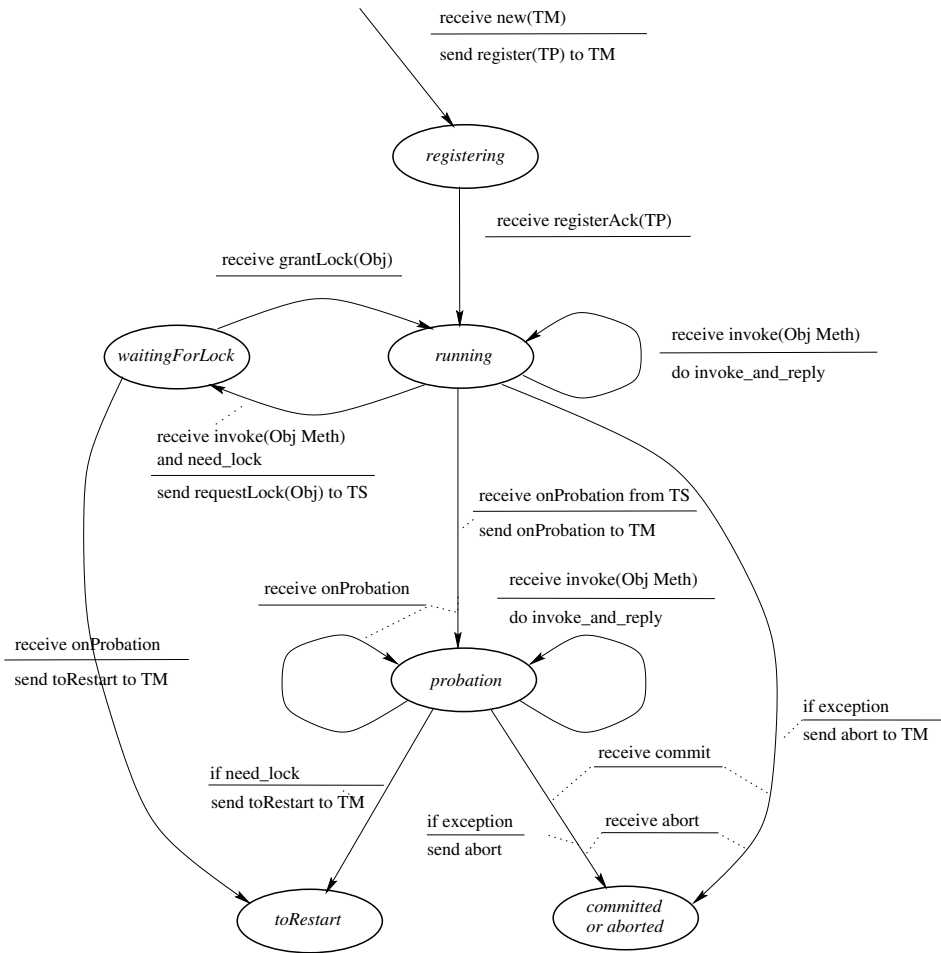 receive new(TM)
send register(TP) to TM
registering
receive registerAck(TP)
receive grantLock(Obj)
waitingForLock
running
receive invoke(Obj Meth)
do invoke_and_reply
receive invoke(Obj Meth)
and need_lock
send requestLock(Obj) to TS
receive onProbation from TS
send onProbation to TM
receive onProbation
receive invoke(Obj Meth)
do invoke_and_reply
receive onProbation
send toRestart to TM
probation
if exception
send abort to TM
if need_lock
send toRestart to TM
receive commit
if exception
send abort
receive abort
toRestart
committed
or aborted